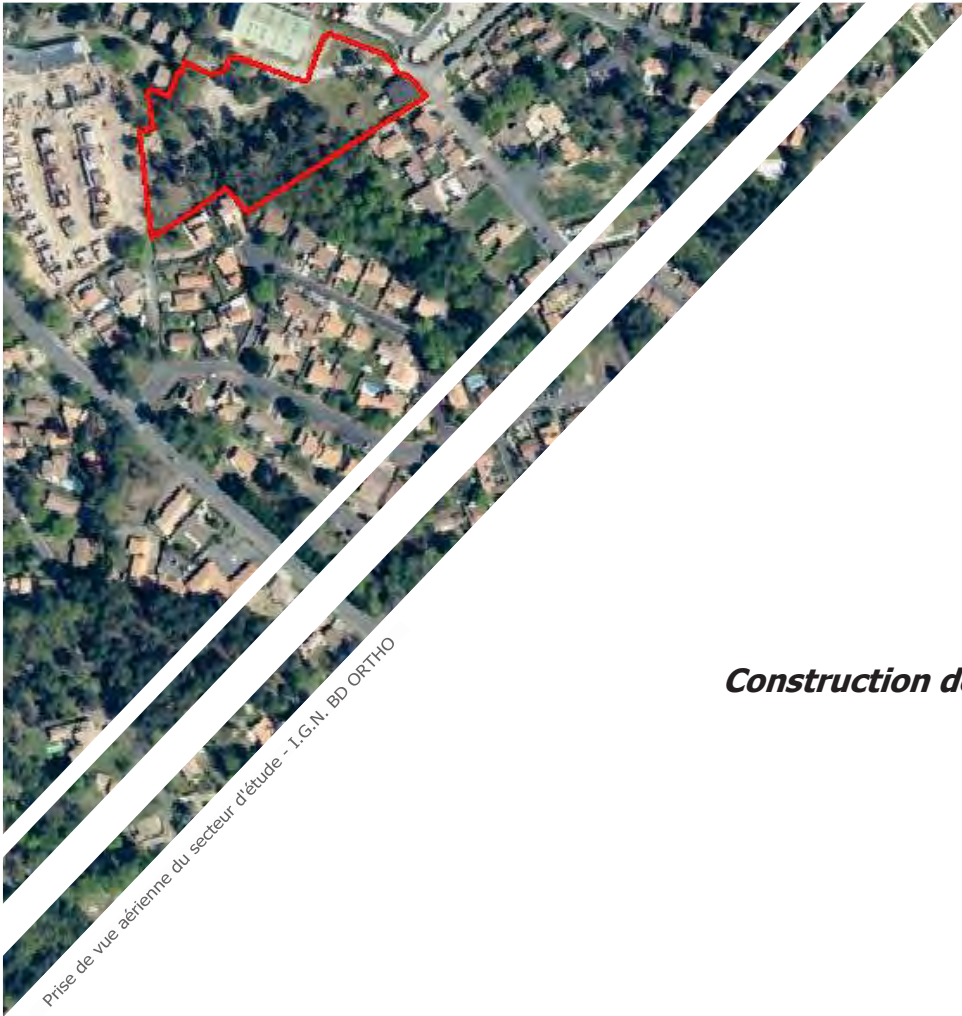 Construction de
Prise de vue aérienne du secteur d'étude - I.G.N. BD ORTHO